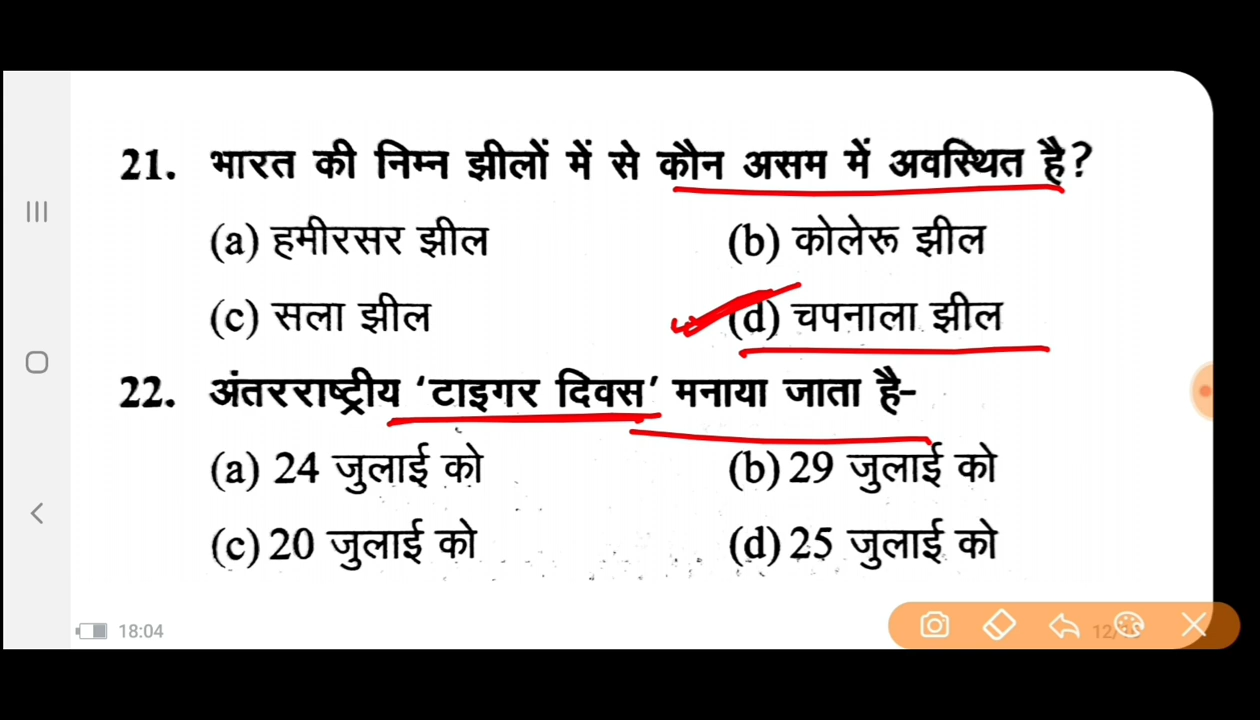 21. भारत की निम्न झीलों में से कौन असम में अवस्थित है?
(a) हमीरसर झील (b) कोलेरू झील
(c) सला झील (d) चपनाला झील
22. अंतरराष्ट्रीय ‘टाइगर दिवस’ मनाया जाता है-
(a) 24 जुलाई को (b) 29 जुलाई को
(c) 20 जुलाई को (d) 25 जुलाई को
18:04